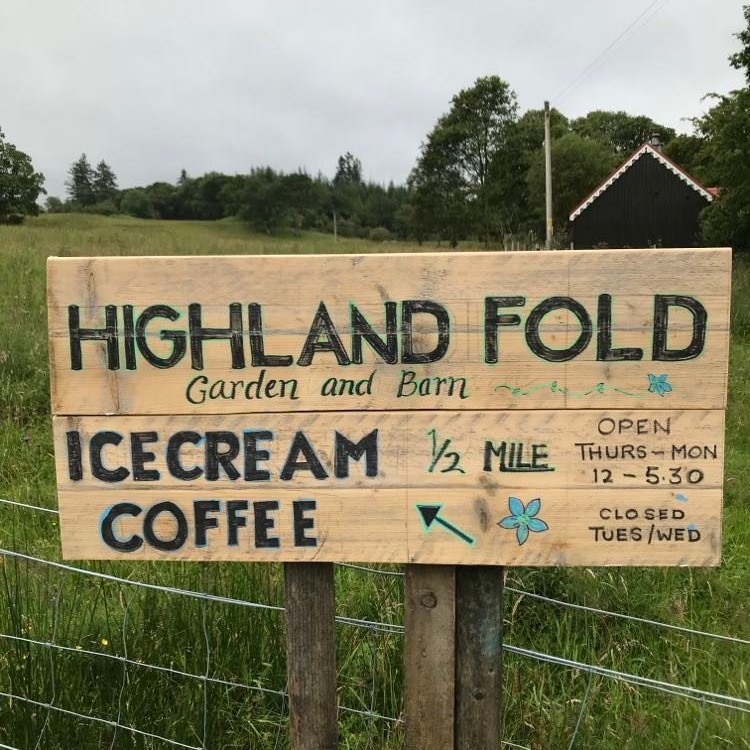 HIGHLAND FOLD
Garden and Barn
ICECREAM
COFFEE
1/2 MILE
OPEN
THURS-MON
12-5.30
CLOSED
TUES/WED